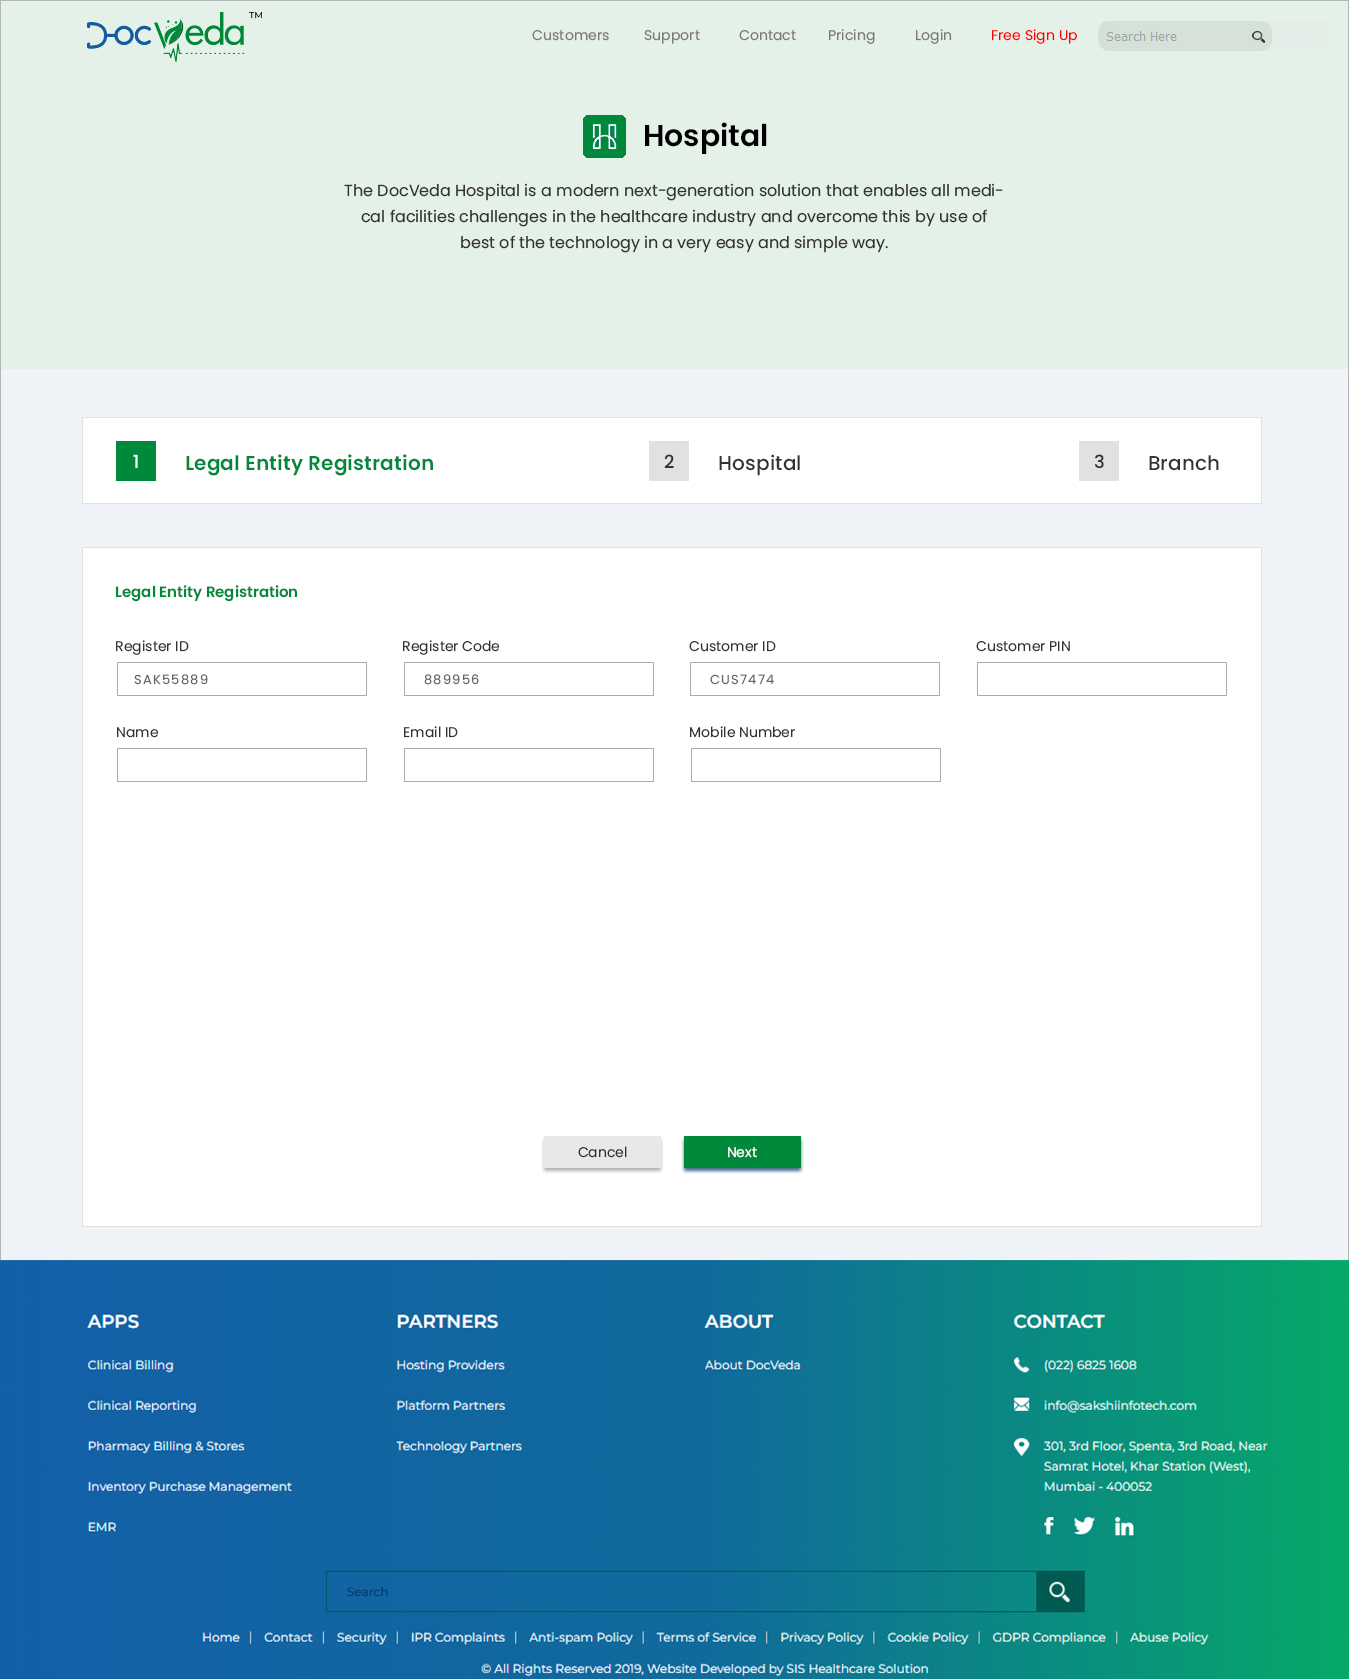 DocVeda TM
Customers Support Contact Pricing Login Free Sign Up Search Here
Hospital
The DocVeda Hospital is a modern next-generation solution that enables all medi-
cal facilities challenges in the healthcare industry and overcome this by use of
best of the technology in a very easy and simple way.
1 Legal Entity Registration 2 Hospital 3 Branch
Legal Entity Registration
Register ID Register Code Customer ID Customer PIN
SAK55889 889956 CUS7474
Name Email ID Mobile Number
Cancel Next
APPS PARTNERS ABOUT CONTACT
Clinical Billing Hosting Providers About DocVeda (022) 6825 1608
Clinical Reporting Platform Partners info@sakshiinfotech.com
Pharmacy Billing & Stores Technology Partners 301, 3rd Floor, Spenta, 3rd Road, Near
Samrat Hotel, Khar Station (West),
Inventory Purchase Management Mumbai - 400052
EMR
Search
Home | Contact | Security | IPR Complaints | Anti-spam Policy | Terms of Service | Privacy Policy | Cookie Policy | GDPR Compliance | Abuse Policy
© All Rights Reserved 2019, Website Developed by SIS Healthcare Solution